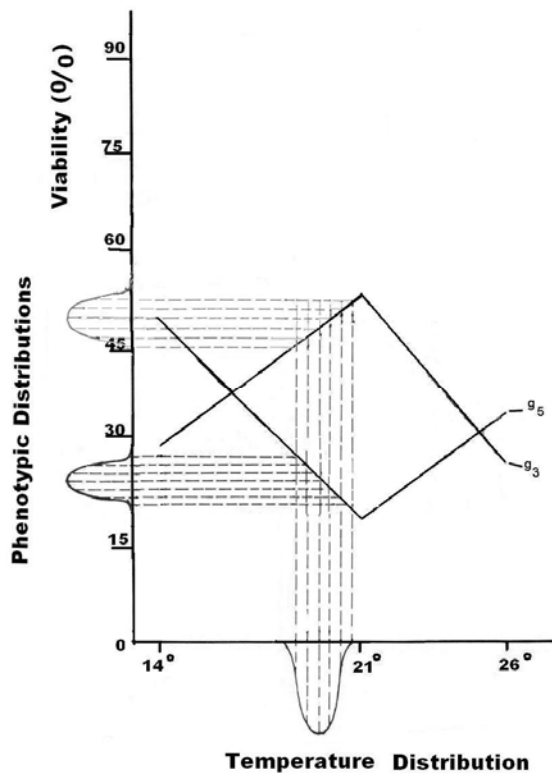 90
75
60
45
30
15
0
Viability (0/0)
Phenotypic Distributions
g5
g3
14°
21°
26°
Temperature Distribution